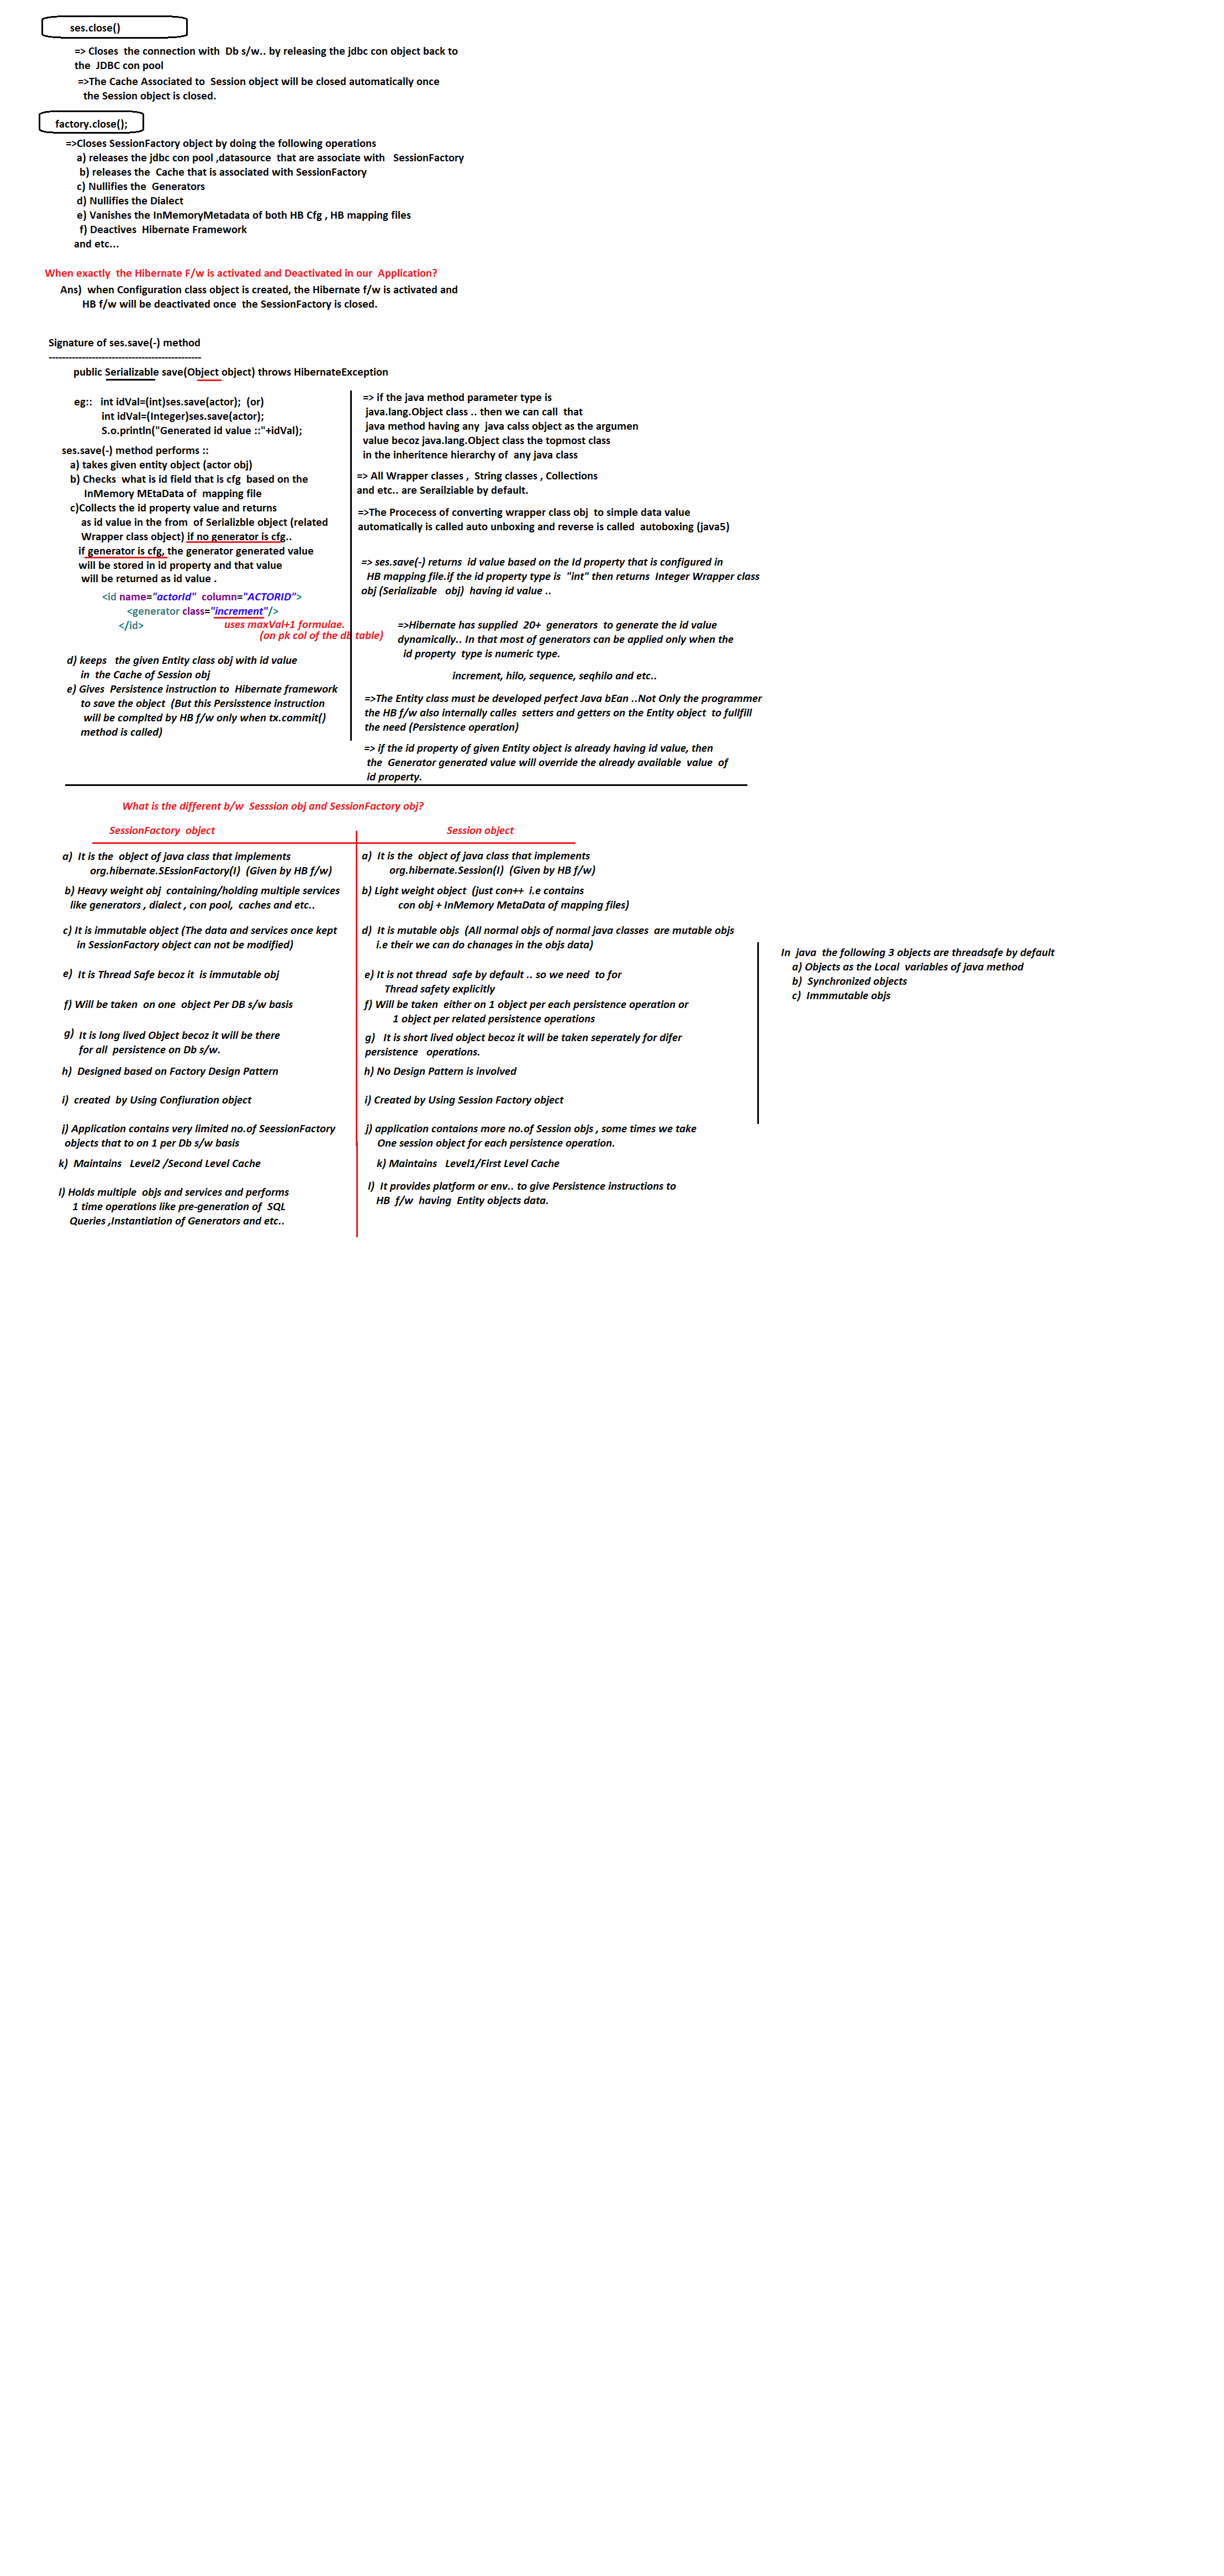 ses.close()
=> Closes the connection with Db s/w.. by releasing the jdbc con object back to
the JDBC con pool
=>The Cache Associated to Session object will be closed automatically once
the Session object is closed.
factory.close();
=>Closes SessionFactory object by doing the following operations
a) releases the jdbc con pool ,datasource that are associate with SessionFactory
b) releases the Cache that is associated with SessionFactory
c) Nullifies the Generators
d) Nullifies the Dialect
e) Vanishes the InMemoryMetadata of both HB Cfg , HB mapping files
f) Deactives Hibernate Framework
and etc...
When exactly the Hibernate F/w is activated and Deactivated in our Application?
Ans) when Configuration class object is created, the Hibernate f/w is activated and
HB f/w will be deactivated once the SessionFactory is closed.
Signature of ses.save(-) method
----------------------------------------------
public Serializable save(Object object) throws HibernateException
eg:: int idVal=(int)ses.save(actor); (or)
int idVal=(Integer)ses.save(actor);
S.o.println("Generated id value ::"+idVal);
ses.save(-) method performs ::
a) takes given entity object (actor obj)
b) Checks what is id field that is cfg based on the
InMemory MEtaData of mapping file
c)Collects the id property value and returns
as id value in the from of Serializble object (related
Wrapper class object) if no generator is cfg..
if generator is cfg, the generator generated value
will be stored in id property and that value
will be returned as id value .
<id name="actorId" column="ACTORID">
<generator class="increment"/>
</id>
uses maxVal+1 formulae.
(on pk col of the db table)
d) keeps the given Entity class obj with id value
in the Cache of Session obj
e) Gives Persistence instruction to Hibernate framework
to save the object (But this Persisstence instruction
will be complted by HB f/w only when tx.commit()
method is called)
=> if the java method parameter type is
java.lang.Object class .. then we can call that
java method having any java calss object as the argumen
value becoz java.lang.Object class the topmost class
in the inheritence hierarchy of any java class
=> All Wrapper classes , String classes , Collections
and etc.. are Serailziable by default.
=>The Procecess of converting wrapper class obj to simple data value
automatically is called auto unboxing and reverse is called autoboxing (java5)
=> ses.save(-) returns id value based on the Id property that is configured in
HB mapping file.if the id property type is "int" then returns Integer Wrapper class
obj (Serializable obj) having id value ..
=>Hibernate has supplied 20+ generators to generate the id value
dynamically.. In that most of generators can be applied only when the
id property type is numeric type.
increment, hilo, sequence, seqhilo and etc..
=>The Entity class must be developed perfect Java bEan ..Not Only the programmer
the HB f/w also internally calles setters and getters on the Entity object to fullfill
the need (Persistence operation)
=> if the id property of given Entity object is already having id value, then
the Generator generated value will override the already available value of
id property.
What is the different b/w Sesssion obj and SessionFactory obj?
SessionFactory object
a) It is the object of java class that implements
org.hibernate.SEssionFactory(I) (Given by HB f/w)
b) Heavy weight obj containing/holding multiple services
like generators , dialect , con pool, caches and etc..
c) It is immutable object (The data and services once kept
in SessionFactory object can not be modified)
e) It is Thread Safe becoz it is immutable obj
f) Will be taken on one object Per DB s/w basis
g) It is long lived Object becoz it will be there
for all persistence on Db s/w.
h) Designed based on Factory Design Pattern
i) created by Using Confiuration object
j) Application contains very limited no.of SeessionFactory
objects that to on 1 per Db s/w basis
k) Maintains Level2 /Second Level Cache
l) Holds multiple objs and services and performs
1 time operations like pre-generation of SQL
Queries ,Instantiation of Generators and etc..
Session object
a) It is the object of java class that implements
org.hibernate.Session(I) (Given by HB f/w)
b) Light weight object (just con++ i.e contains
con obj + InMemory MetaData of mapping files)
d) It is mutable objs (All normal objs of normal java classes are mutable objs
i.e their we can do chanages in the objs data)
e) It is not thread safe by default .. so we need to for
Thread safety explicitly
f) Will be taken either on 1 object per each persistence operation or
1 object per related persistence operations
g) It is short lived object becoz it will be taken seperately for difer
persistence operations.
h) No Design Pattern is involved
i) Created by Using Session Factory object
j) application contaions more no.of Session objs , some times we take
One session object for each persistence operation.
k) Maintains Level1/First Level Cache
l) It provides platform or env.. to give Persistence instructions to
HB f/w having Entity objects data.
In java the following 3 objects are threadsafe by default
a) Objects as the Local variables of java method
b) Synchronized objects
c) Immmutable objs